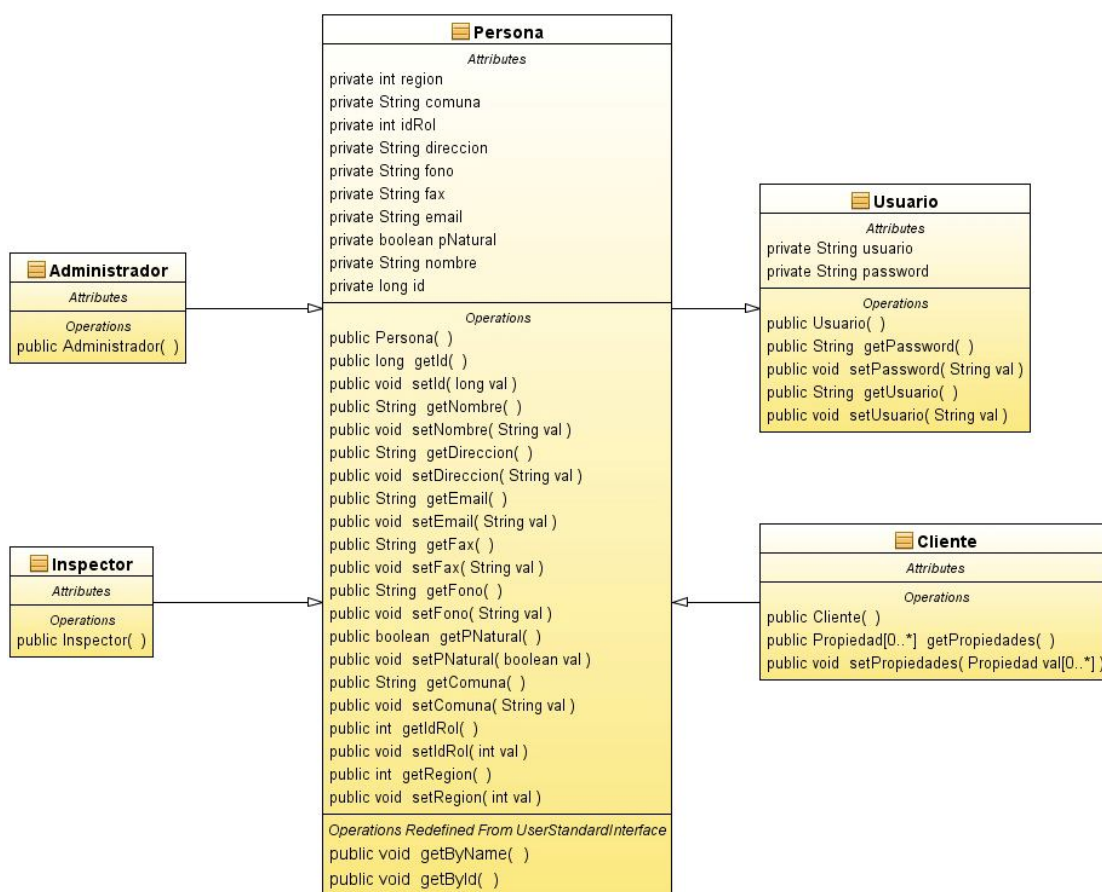 Persona
Attributes
private int region
private String comuna
private int idRol
private String direccion
private String fono
private String fax
private String email
private boolean pNatural
private String nombre
private long id
Operations
public Persona( )
public long getId( )
public void setId( long val )
public String getNombre( )
public void setNombre( String val )
public String getDireccion( )
public void setDireccion( String val )
public String getEmail( )
public void setEmail( String val )
public String getFax( )
public void setFax( String val )
public String getFono( )
public void setFono( String val )
public boolean getPNatural( )
public void setPNatural( boolean val )
public String getComuna( )
public void setComuna( String val )
public int getIdRol( )
public void setIdRol( int val )
public int getRegion( )
public void setRegion( int val )
Operations Redefined From UserStandardInterface
public void getByName( )
public void getById( )
Administrador
Attributes
Operations
public Administrador( )
Inspector
Attributes
Operations
public Inspector( )
Usuario
Attributes
private String usuario
private String password
Operations
public Usuario( )
public String getPassword( )
public void setPassword( String val )
public String getUsuario( )
public void setUsuario( String val )
Cliente
Attributes
Operations
public Cliente( )
public Propiedad[0..*] getPropiedades( )
public void setPropiedades( Propiedad val[0..*] )